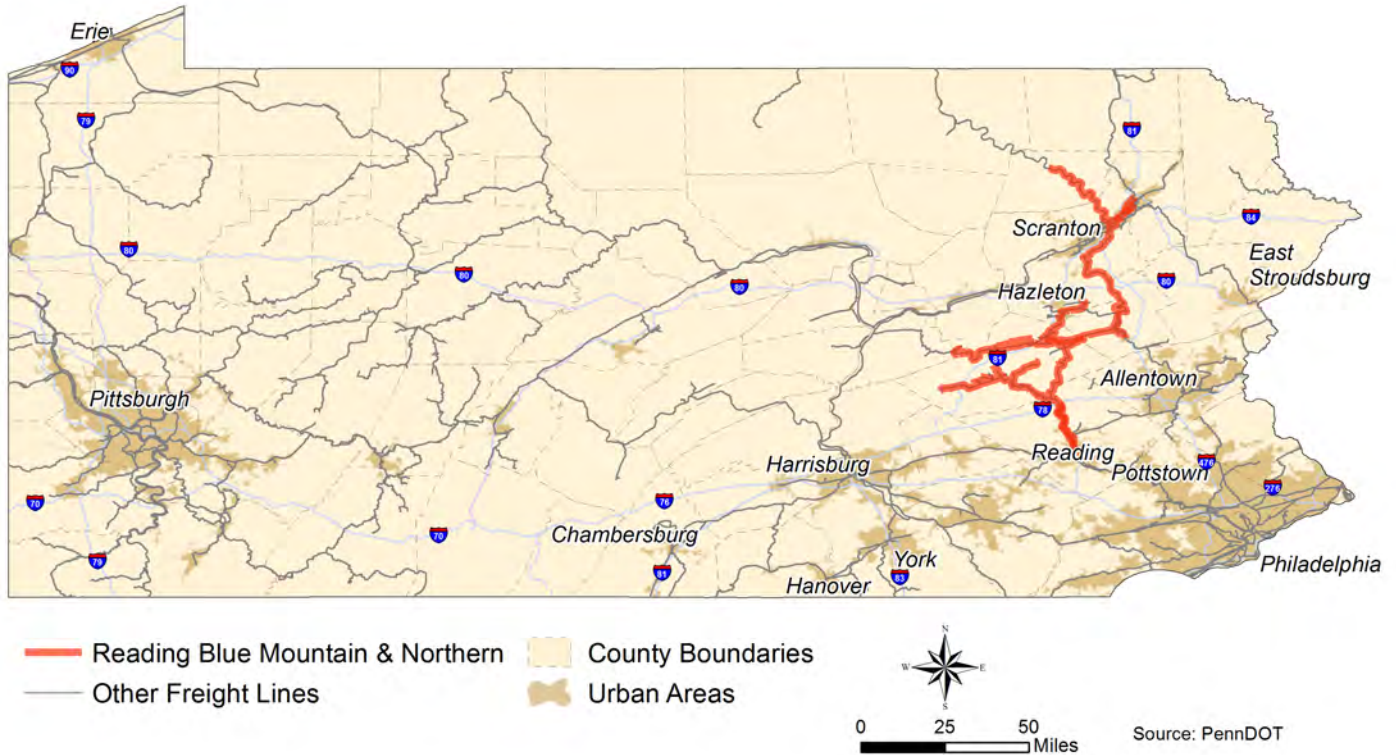 Erie
90
79
81
Scranton
84
East
Stroudsburg
80
80
80
80
Hazleton
81
Pittsburgh
Allentown
78
Reading
Harrisburg
Pottstown
476
276
70
76
70
Chambersburg
79
81
York
83
Hanover
Philadelphia
Reading Blue Mountain & Northern
County Boundaries
Other Freight Lines
Urban Areas
N
W
E
S
0 25 50
Miles
Source: PennDOT